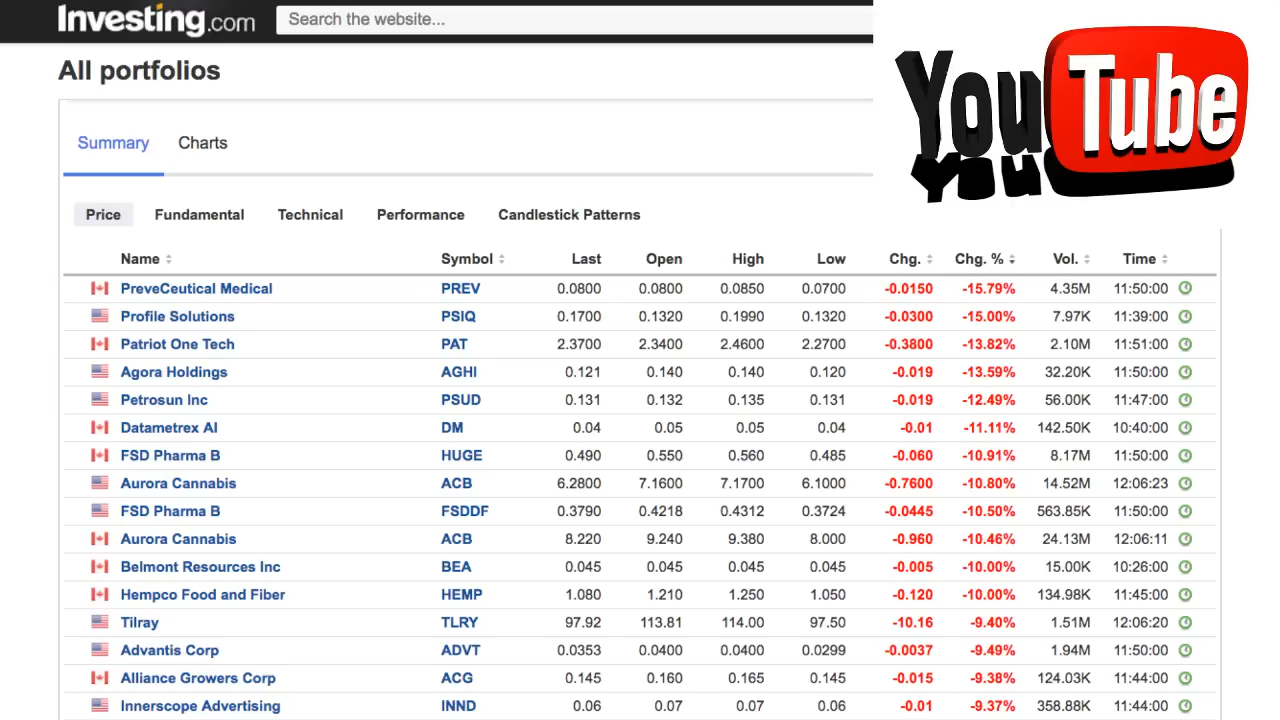 Investing.com Search the website...
YouTube
All portfolios
Summary Charts
Price Fundamental Technical Performance Candlestick Patterns
Name Symbol Last Open High Low Chg. Chg. % Vol. Time
PreveCeutical Medical PREV 0.0800 0.0800 0.0850 0.0700 -0.0150 -15.79% 4.35M 11:50:00
Profile Solutions PSIQ 0.1700 0.1320 0.1990 0.1320 -0.0300 -15.00% 7.97K 11:39:00
Patriot One Tech PAT 2.3700 2.3400 2.4600 2.2700 -0.3800 -13.82% 2.10M 11:51:00
Agora Holdings AGHI 0.121 0.140 0.140 0.120 -0.019 -13.59% 32.20K 11:50:00
Petrosun Inc PSUD 0.131 0.132 0.135 0.131 -0.019 -12.49% 56.00K 11:47:00
Datametrex AI DM 0.04 0.05 0.05 0.04 -0.01 -11.11% 142.50K 10:40:00
FSD Pharma B HUGE 0.490 0.550 0.560 0.485 -0.060 -10.91% 8.17M 11:50:00
Aurora Cannabis ACB 6.2800 7.1600 7.1700 6.1000 -0.7600 -10.80% 14.52M 12:06:23
FSD Pharma B FSDDF 0.3790 0.4218 0.4312 0.3724 -0.0445 -10.50% 563.85K 11:50:00
Aurora Cannabis ACB 8.220 9.240 9.380 8.000 -0.960 -10.46% 24.13M 12:06:11
Belmont Resources Inc BEA 0.045 0.045 0.045 0.045 -0.005 -10.00% 15.00K 10:26:00
Hempco Food and Fiber HEMP 1.080 1.210 1.250 1.050 -0.120 -10.00% 134.98K 11:45:00
Tilray TLRY 97.92 113.81 114.00 97.50 -10.16 -9.40% 1.51M 12:06:20
Advantis Corp ADVT 0.0353 0.0400 0.0400 0.0299 -0.0037 -9.49% 1.94M 11:50:00
Alliance Growers Corp ACG 0.145 0.160 0.165 0.145 -0.015 -9.38% 124.03K 11:44:00
Innerscope Advertising INND 0.06 0.07 0.07 0.06 -0.01 -9.37% 358.88K 11:44:00